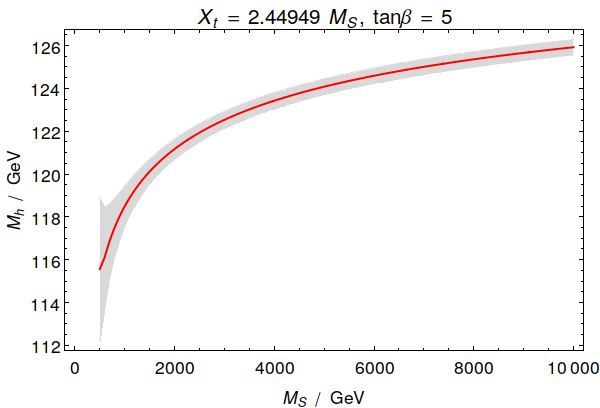 X_t = 2.44949 M_S, tanβ = 5
126
124
122
120
118
116
114
112
M_h / GeV
0 2000 4000 6000 8000 10 000
M_S / GeV